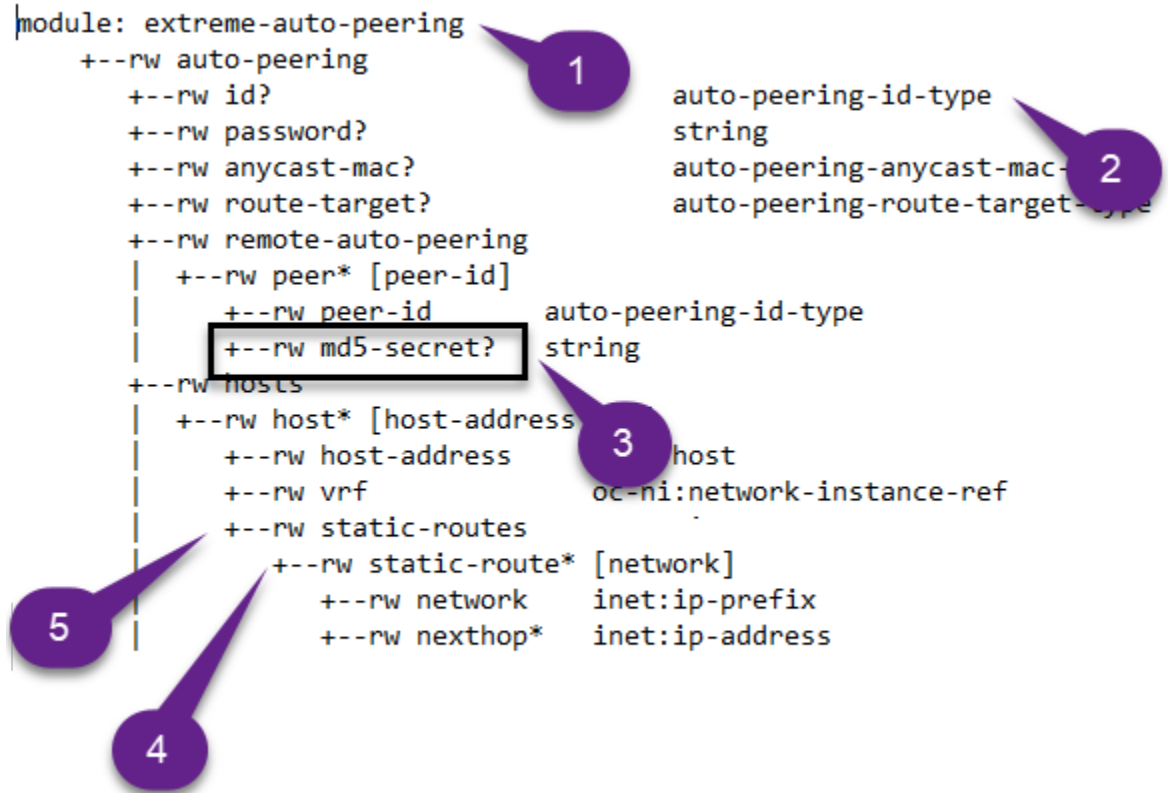 module: extreme-auto-peering
+--rw auto-peering
+--rw id? auto-peering-id-type
+--rw password? string
+--rw anycast-mac? auto-peering-anycast-mac-
+--rw route-target? auto-peering-route-target-type
+--rw remote-auto-peering
| +--rw peer* [peer-id]
| +--rw peer-id auto-peering-id-type
| +--rw md5-secret? string
+--rw hosts
| +--rw host* [host-address
| +--rw host-address host
| +--rw vrf oc-ni:network-instance-ref
| +--rw static-routes
| +--rw static-route* [network]
| +--rw network inet:ip-prefix
| +--rw nexthop* inet:ip-address
1
2
3
4
5